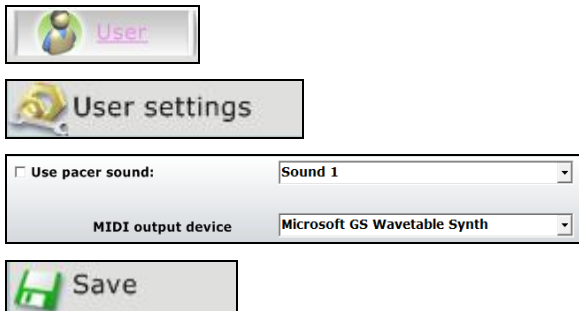 User
User settings
Use pacer sound: Sound 1
MIDI output device Microsoft GS Wavetable Synth
Save